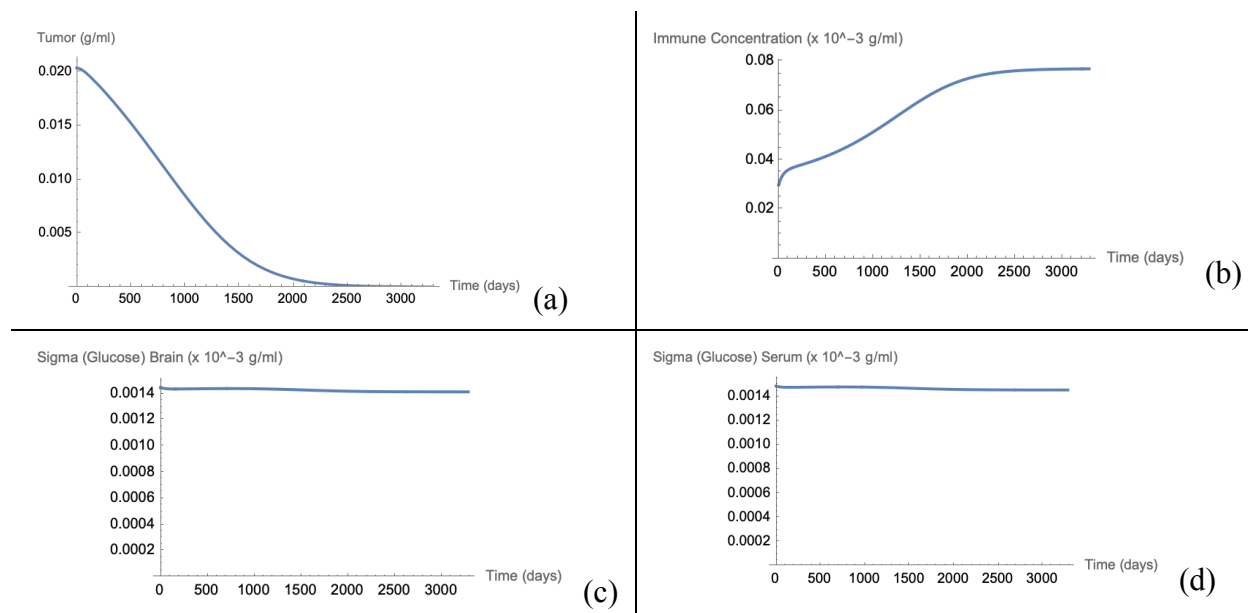 Tumor (g/ml)
0.020
0.015
0.010
0.005
0 500 1000 1500 2000 2500 3000
Time (days)
(a)
Immune Concentration (x 10^−3 g/ml)
0.08
0.06
0.04
0.02
0 500 1000 1500 2000 2500 3000
Time (days)
(b)
Sigma (Glucose) Brain (x 10^−3 g/ml)
0.0014
0.0012
0.0010
0.0008
0.0006
0.0004
0.0002
0 500 1000 1500 2000 2500 3000
Time (days)
(c)
Sigma (Glucose) Serum (x 10^−3 g/ml)
0.0014
0.0012
0.0010
0.0008
0.0006
0.0004
0.0002
0 500 1000 1500 2000 2500 3000
Time (days)
(d)